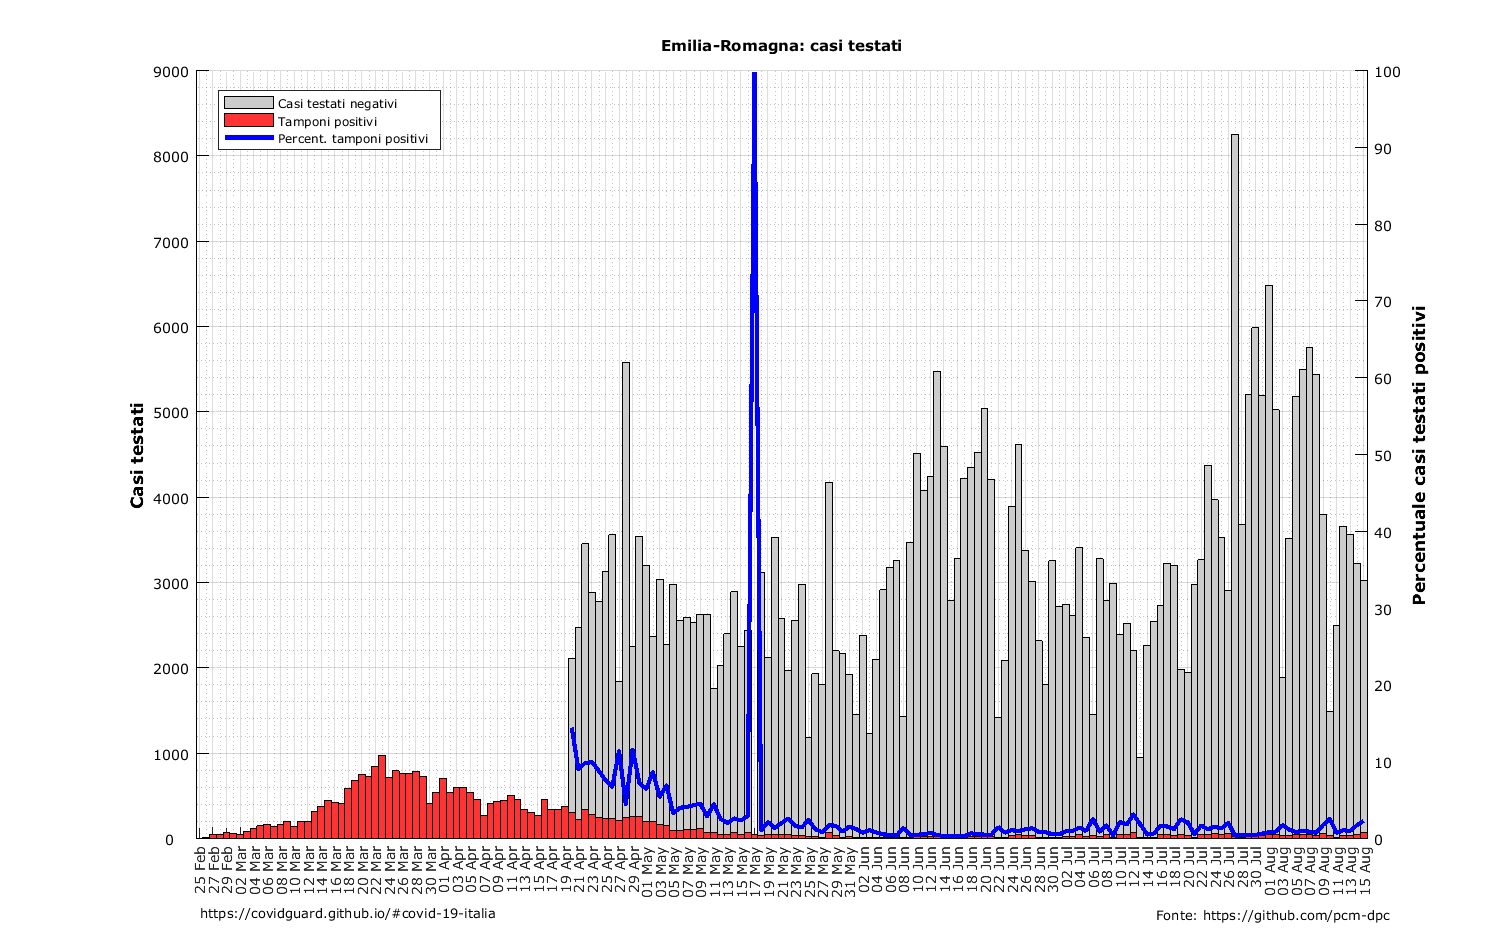 Emilia-Romagna: casi testati
Casi testati negativi
Tamponi positivi
Percent. tamponi positivi
Casi testati
9000
8000
7000
6000
5000
4000
3000
2000
1000
0
100
90
80
70
60
50
40
30
20
10
0
Percentuale casi testati positivi
25 Feb
27 Feb
29 Feb
02 Mar
04 Mar
06 Mar
08 Mar
10 Mar
12 Mar
14 Mar
16 Mar
18 Mar
20 Mar
22 Mar
24 Mar
26 Mar
28 Mar
30 Mar
01 Apr
03 Apr
05 Apr
07 Apr
09 Apr
11 Apr
13 Apr
15 Apr
17 Apr
19 Apr
21 Apr
23 Apr
25 Apr
27 Apr
29 Apr
01 May
03 May
05 May
07 May
09 May
11 May
13 May
15 May
17 May
19 May
21 May
23 May
25 May
27 May
29 May
31 May
02 Jun
04 Jun
06 Jun
08 Jun
10 Jun
12 Jun
14 Jun
16 Jun
18 Jun
20 Jun
22 Jun
24 Jun
26 Jun
28 Jun
30 Jun
02 Jul
04 Jul
06 Jul
08 Jul
10 Jul
12 Jul
14 Jul
16 Jul
18 Jul
20 Jul
22 Jul
24 Jul
26 Jul
28 Jul
30 Jul
01 Aug
03 Aug
05 Aug
07 Aug
09 Aug
11 Aug
13 Aug
15 Aug
https://covidguard.github.io/#covid-19-italia
Fonte: https://github.com/pcm-dpc